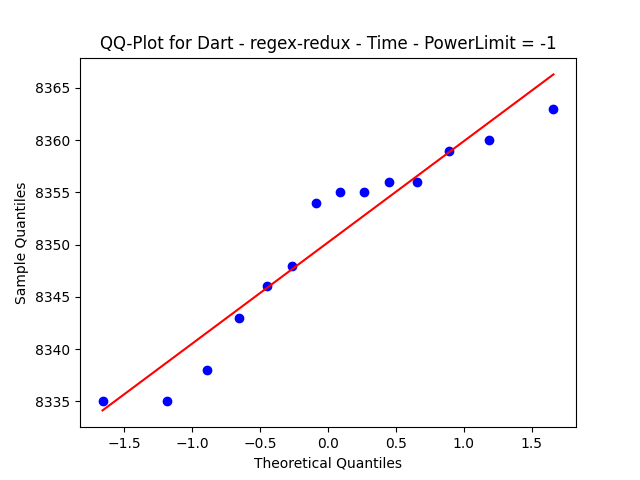 QQ-Plot for Dart - regex-redux - Time - PowerLimit = -1
8365
8360
8355
8350
8345
8340
8335
Sample Quantiles
−1.5 −1.0 −0.5 0.0 0.5 1.0 1.5
Theoretical Quantiles